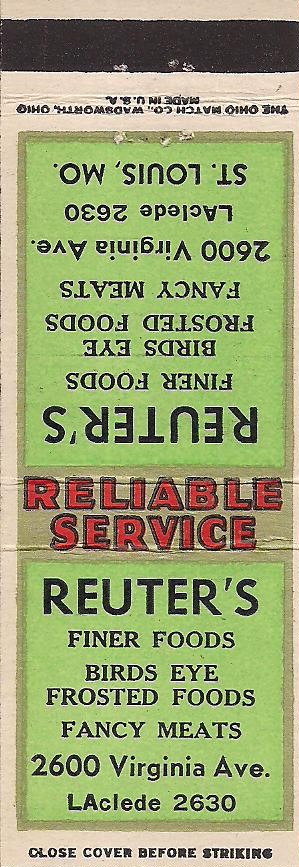 THE OHIO MATCH CO., WADSWORTH, OHIO
MADE IN U.S.A.
REUTER'S
FINER FOODS
BIRDS EYE
FROSTED FOODS
FANCY MEATS
2600 Virginia Ave.
LAclede 2630
ST. LOUIS, MO.
RELIABLE
SERVICE
REUTER'S
FINER FOODS
BIRDS EYE
FROSTED FOODS
FANCY MEATS
2600 Virginia Ave.
LAclede 2630
CLOSE COVER BEFORE STRIKING